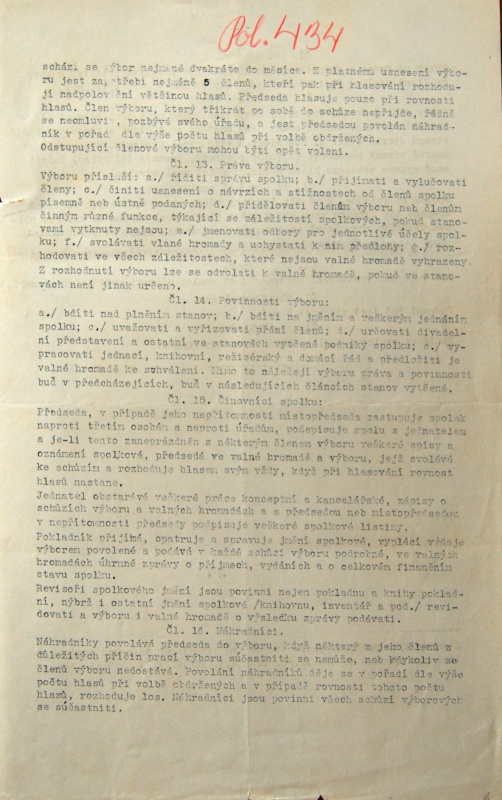 Pol. 434
schází se výbor nejméně dvakráte do měsíce. K platnému usnesení výbo-
ru jest zapotřebí nejméně 5 členů, kteří pak při hlasování rozhodu-
jí nadpoloviční většinou hlasů. Předseda hlasuje pouze při rovnosti
hlasů. Člen výboru, který třikrát po sobě do schůze nepřijde, řádně
se neomluviv, pozbývá svého úřadu, a jest předsedou povolán náhrad-
ník v pořadí dle výše počtu hlasů při volbě obdržených.
Odstupující členové výboru mohou býti opět voleni.
Čl. 13. Práva výboru.
Výboru přísluší: a./ říditi správu spolku; b./ přijímati a vylučovati
členy; c./ činiti usnesení o návrzích a stížnostech od členů spolku
písemně neb ústně podaných; d./ přidělovati členům výboru neb členům
činným různé funkce, týkající se záležitostí spolkových, pokud stano-
vami vytknuty nejsou; e./ jmenovati odbory pro jednotlivé účely spol-
ku; f./ svolávati valné hromady a uchystati k nim předlohy; g./ roz-
hodovati ve všech záležitostech, které nejsou valné hromadě vyhrazeny.
Z rozhodnutí výboru lze se odvolati k valné hromadě, pokud ve stano-
vách není jinak určeno.
Čl. 14. Povinnosti výboru:
a./ bdíti nad plněním stanov; b./ bdíti na jměním a veškerým jednáním
spolku; c./ uvažovati a vyřizovati přání členů; d./ určovati divadel-
ní představení a ostatní ve stanovách vytčené podniky spolku; e./ vy-
pracovati jednací, knihovní, režisérský a domácí řád a předložiti je
valné hromadě ke schválení. Mimo to náležejí výboru práva a povinnosti
buď v předcházejících, buď v následujících článcích stanov vytčené.
Čl. 15. Činovníci spolku:
Předseda, v případě jeho nepřítomnosti místopředseda zastupuje spolek
naproti třetím osobám a naproti úřadům, podepisuje spolu s jednatelem
a je-li tento zaneprázdněn s některým členem výboru veškeré spisy a
oznámení spolkové, předsedá ve valné hromadě a výboru, jejž svolává
ke schůzím a rozhoduje hlasem svým vždy, když při hlasování rovnost
hlasů nastane.
Jednatel obstarává veškeré práce konceptní a kancelářské, zápisy o
schůzích výboru a valných hromadách a s předsedou neb místopředsedou
v nepřítomnosti předsedy podpisuje veškeré spolkové listiny.
Pokladník přijímá, opatruje a spravuje jmění spolkové, vyplácí výdaje
výborem povolené a podává v každé schůzi výboru podrobné, ve valných
hromadách úhrnné zprávy o příjmech, vydáních a o celkovém finančním
stavu spolku.
Revisoři spolkového jmění jsou povinni nejen pokladnu a knihy poklad-
ní, nýbrž i ostatní jmění spolkové /knihovnu, inventář a pod./ revi-
dovati a výboru i valné hromadě o výsledku zprávy podávati.
Čl. 16. Náhradníci.
Náhradníky povolává předseda do výboru, když některý z jeho členů z
důležitých příčin prací výboru súčastniti se nemůže, neb kdykoliv se
členů výboru nedostává. Povolání náhradníků děje se v pořadí dle výše
počtu hlasů při volbě obdržených a v případě rovnosti tohoto počtu
hlasů, rozhoduje los. Náhradníci jsou povinni všech schůzí výborových
se súčastniti.